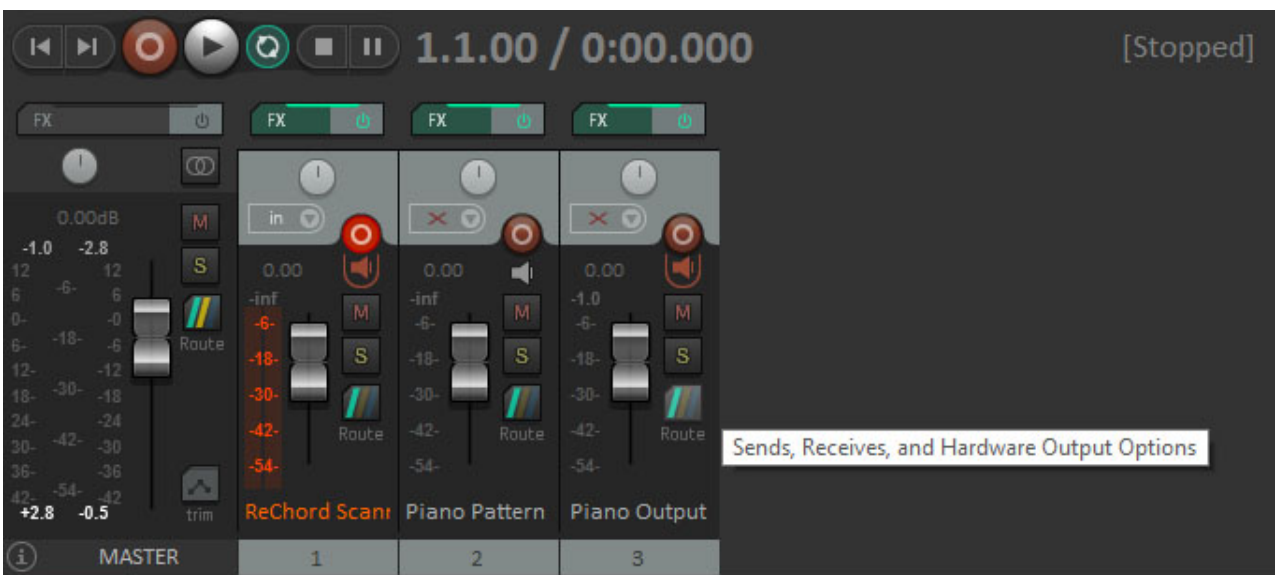 1.1.00 / 0:00.000 [Stopped]
FX FX FX FX
0.00dB M
-1.0 -2.8
in
0.00 0.00 0.00
12 12 S
6 -6- 6
0- -0
-inf -inf -1.0
-6- M -6- M -6- M
6- -18- -6 Route
-18- S -18- S -18- S
12- -12
18- -30- -18
-30- -30- -30-
24- -24
-42- Route -42- Route -42- Route
30- -42- -30
Sends, Receives, and Hardware Output Options
36- -36
-54- -54- -54-
42- -54- -42
+2.8 -0.5 trim
ReChord Scanr Piano Pattern Piano Output
MASTER 1 2 3